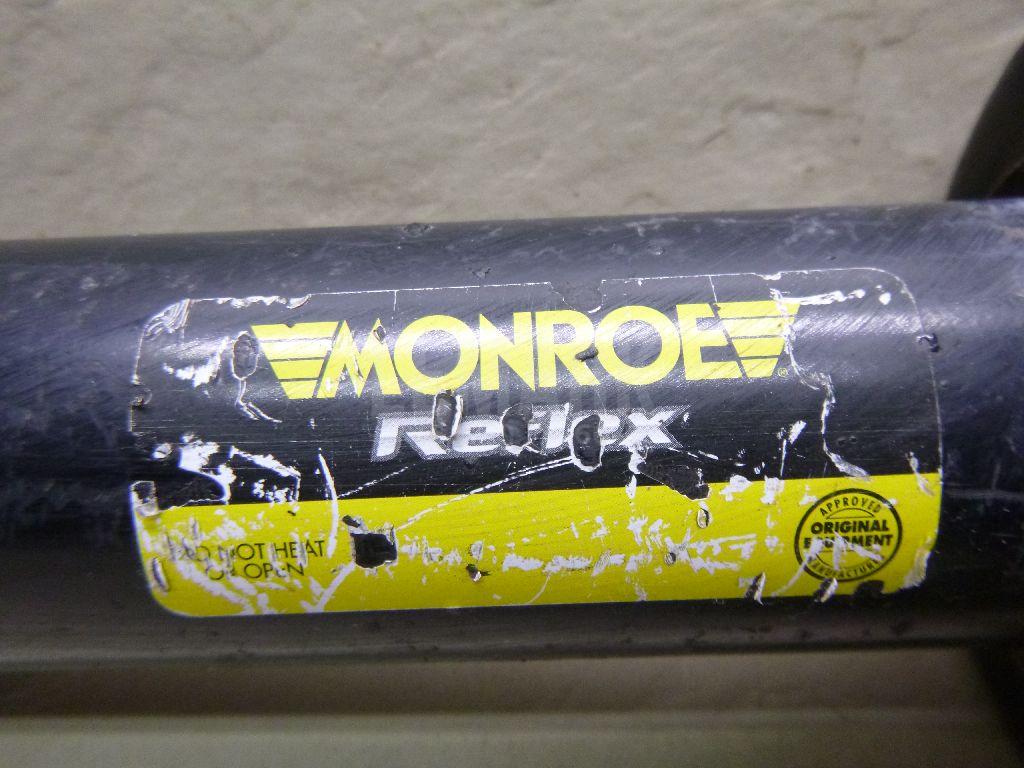 MONROE®
Reflex
DO NOT HEAT
OR OPEN
APPROVED
ORIGINAL
EQUIPMENT
MANUFACTURER